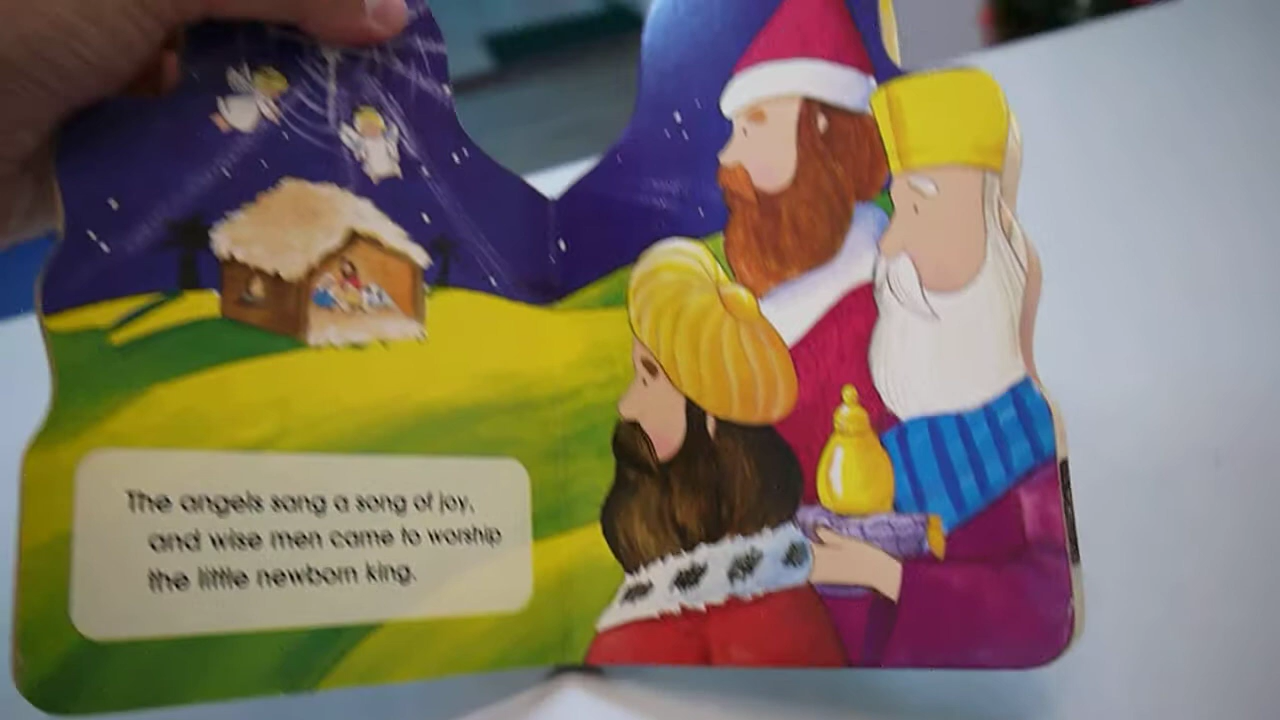 The angels sang a song of joy,
and wise men came to worship
the little newborn king.